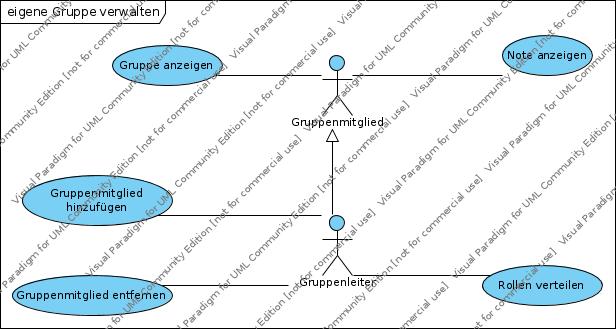 eigene Gruppe verwalten
Gruppe anzeigen
Note anzeigen
Gruppenmitglied
Gruppenmitglied
hinzufügen
Gruppenmitglied entfernen
Gruppenleiter
Rollen verteilen
Visual Paradigm for UML Community Edition [not for commercial use]